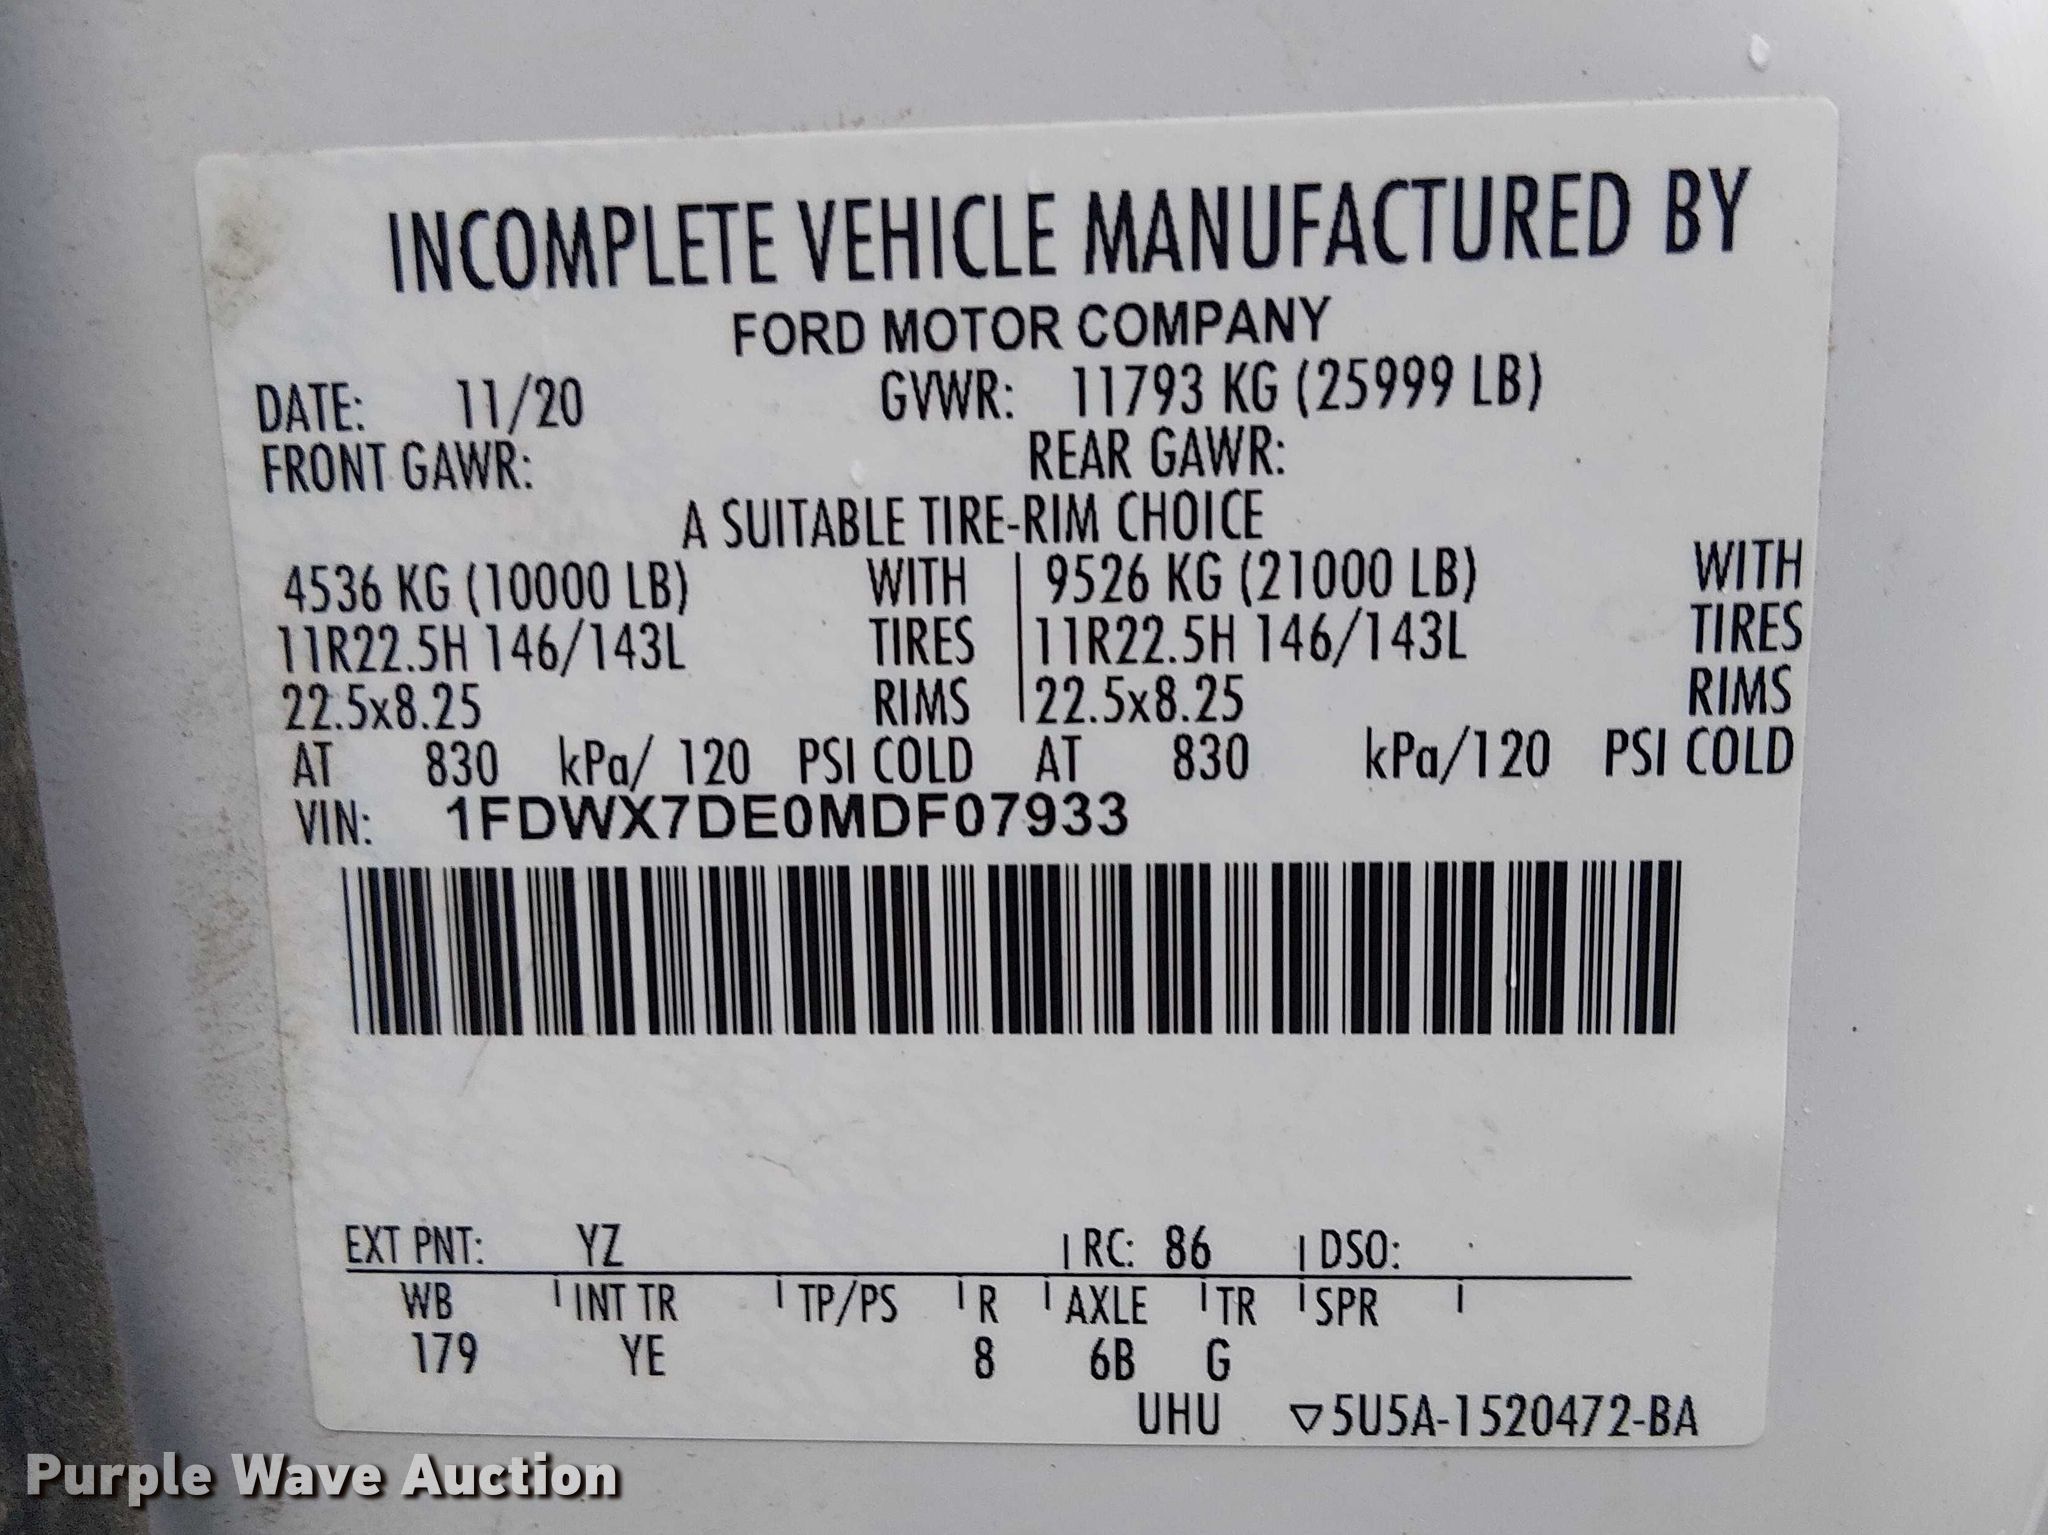 INCOMPLETE VEHICLE MANUFACTURED BY
FORD MOTOR COMPANY
DATE: 11/20 GVWR: 11793 KG (25999 LB)
FRONT GAWR: REAR GAWR:
A SUITABLE TIRE-RIM CHOICE
4536 KG (10000 LB) WITH | 9526 KG (21000 LB) WITH
11R22.5H 146/143L TIRES | 11R22.5H 146/143L TIRES
22.5x8.25 RIMS | 22.5x8.25 RIMS
AT 830 kPa/ 120 PSI COLD AT 830 kPa/120 PSI COLD
VIN: 1FDWX7DE0MDF07933
EXT PNT: YZ | RC: 86 | DSO:
WB | INT TR | TP/PS | R | AXLE | TR | SPR |
179 YE 8 6B G
UHU ▽5U5A-1520472-BA
Purple Wave Auction